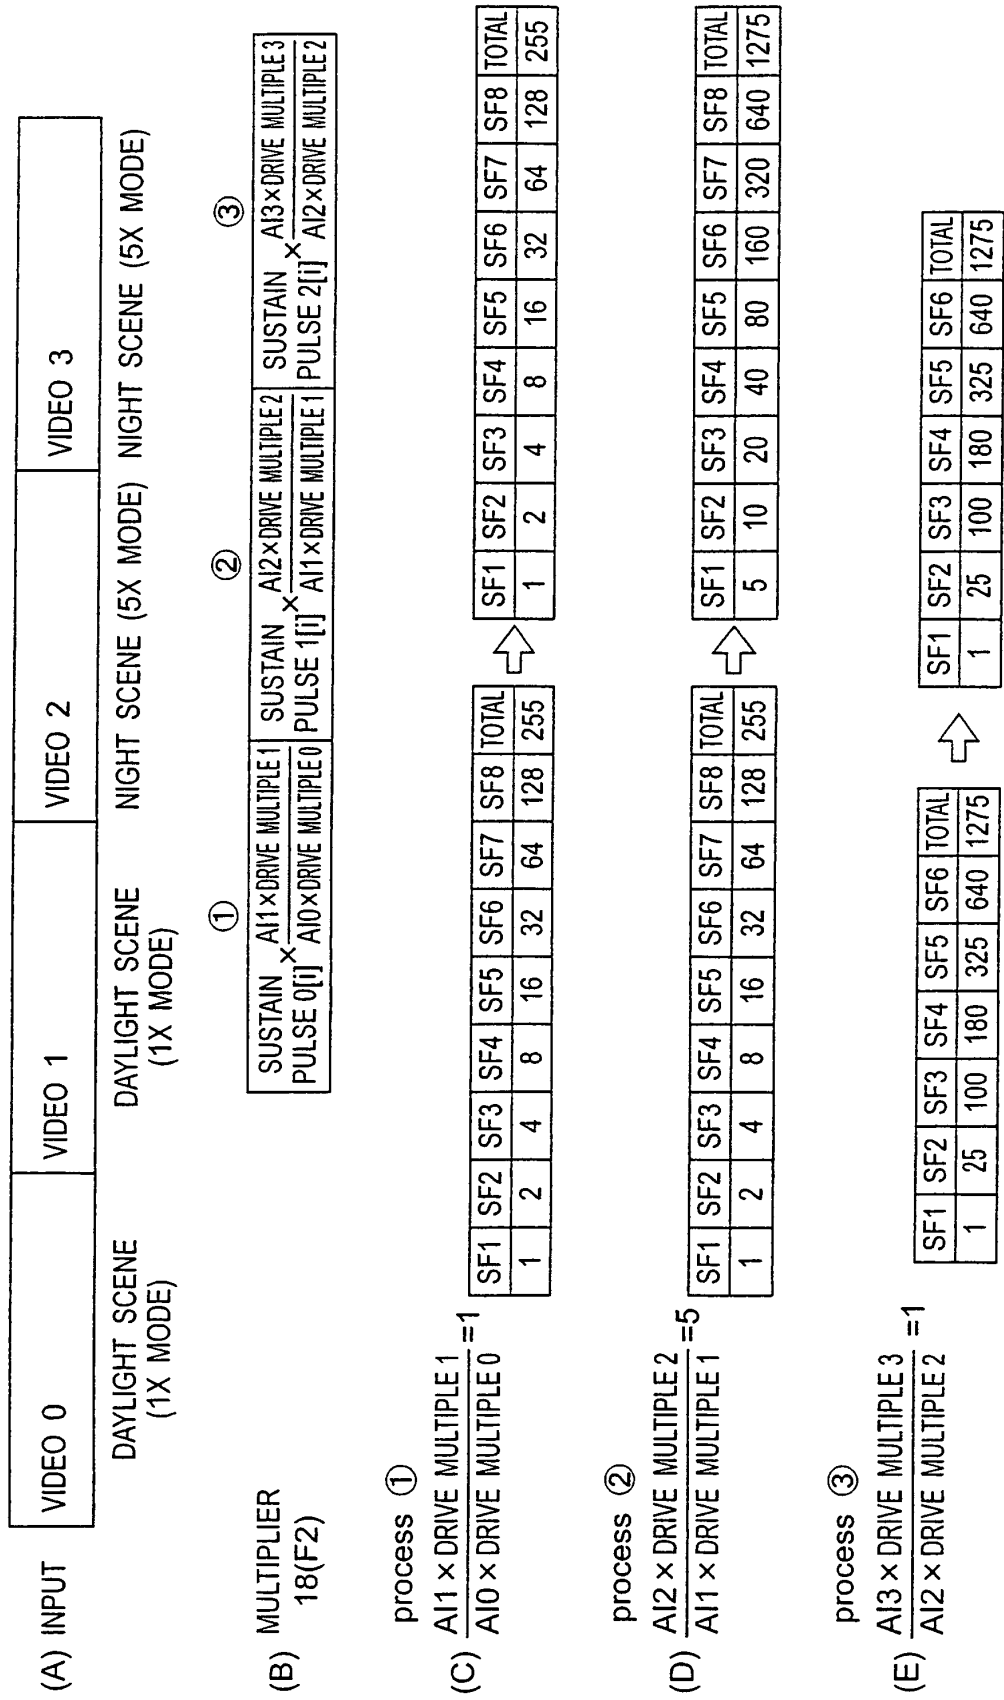 (A) INPUT
VIDEO 0 VIDEO 1 VIDEO 2 VIDEO 3
DAYLIGHT SCENE
(1X MODE)
DAYLIGHT SCENE
(1X MODE)
NIGHT SCENE (5X MODE)
NIGHT SCENE (5X MODE)
(B) MULTIPLIER
18(F2)
①
SUSTAIN
PULSE 0[i] × AI1×DRIVE MULTIPLE 1
AI0×DRIVE MULTIPLE 0
②
SUSTAIN
PULSE 1[i] × AI2×DRIVE MULTIPLE 2
AI1×DRIVE MULTIPLE 1
③
SUSTAIN
PULSE 2[i] × AI3×DRIVE MULTIPLE 3
AI2×DRIVE MULTIPLE 2
process ①
(C) AI1 × DRIVE MULTIPLE 1
AI0 × DRIVE MULTIPLE 0
=1
SF1 SF2 SF3 SF4 SF5 SF6 SF7 SF8 TOTAL
1 2 4 8 16 32 64 128 255
SF1 SF2 SF3 SF4 SF5 SF6 SF7 SF8 TOTAL
1 2 4 8 16 32 64 128 255
process ②
(D) AI2 × DRIVE MULTIPLE 2
AI1 × DRIVE MULTIPLE 1
=5
SF1 SF2 SF3 SF4 SF5 SF6 SF7 SF8 TOTAL
1 2 4 8 16 32 64 128 255
SF1 SF2 SF3 SF4 SF5 SF6 SF7 SF8 TOTAL
5 10 20 40 80 160 320 640 1275
process ③
(E) AI3 × DRIVE MULTIPLE 3
AI2 × DRIVE MULTIPLE 2
=1
SF1 SF2 SF3 SF4 SF5 SF6 TOTAL
1 25 100 180 325 640 1275
SF1 SF2 SF3 SF4 SF5 SF6 TOTAL
1 25 100 180 325 640 1275